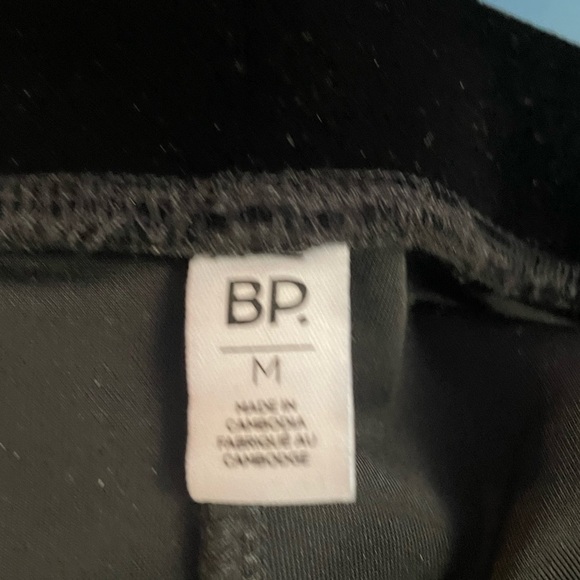 BP.
M
MADE IN
CAMBODIA
FABRIQUÉ AU
CAMBODGE